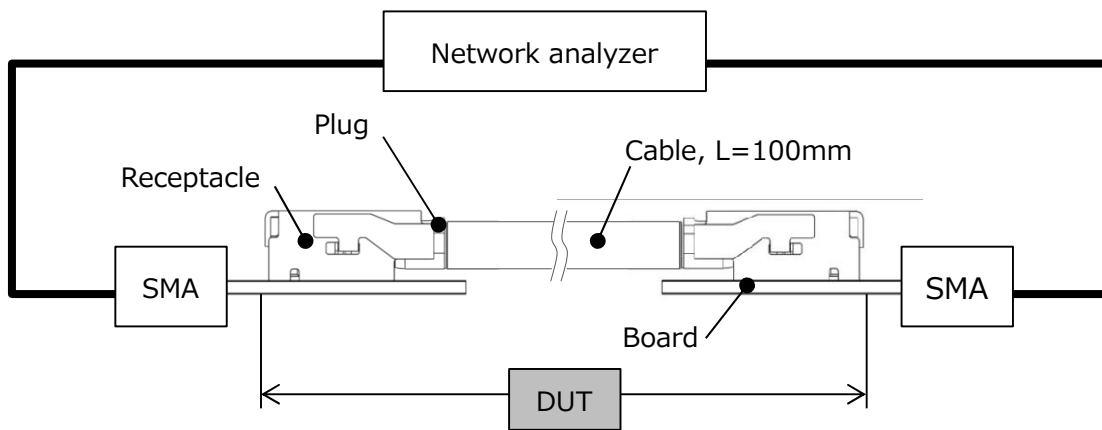 Network analyzer
Plug
Cable, L=100mm
Receptacle
SMA
SMA
Board
DUT